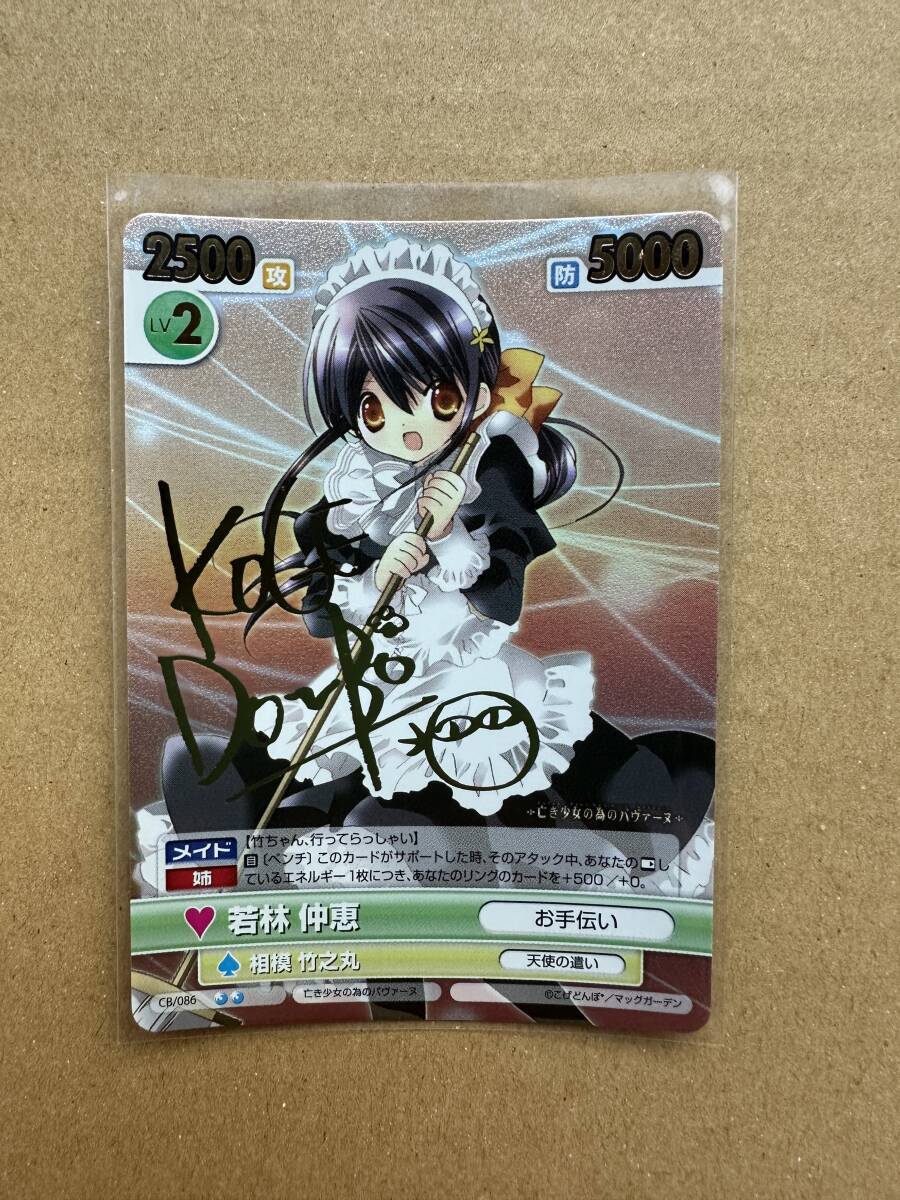 2500 攻
防 5000
LV 2
KOGE
DONBO
亡き少女の為のパヴァーヌ
メイド
姉
【竹ちゃん、行ってらっしゃい】
自〔ベンチ〕このカードがサポートした時、そのアタック中、あなたの
しているエネルギー1枚につき、あなたのリングのカードを+500／+0。
若林 仲恵
お手伝い
相模 竹之丸
天使の遣い
CB/086
亡き少女の為のパヴァーヌ
©こげどんぼ*／マッグガーデン